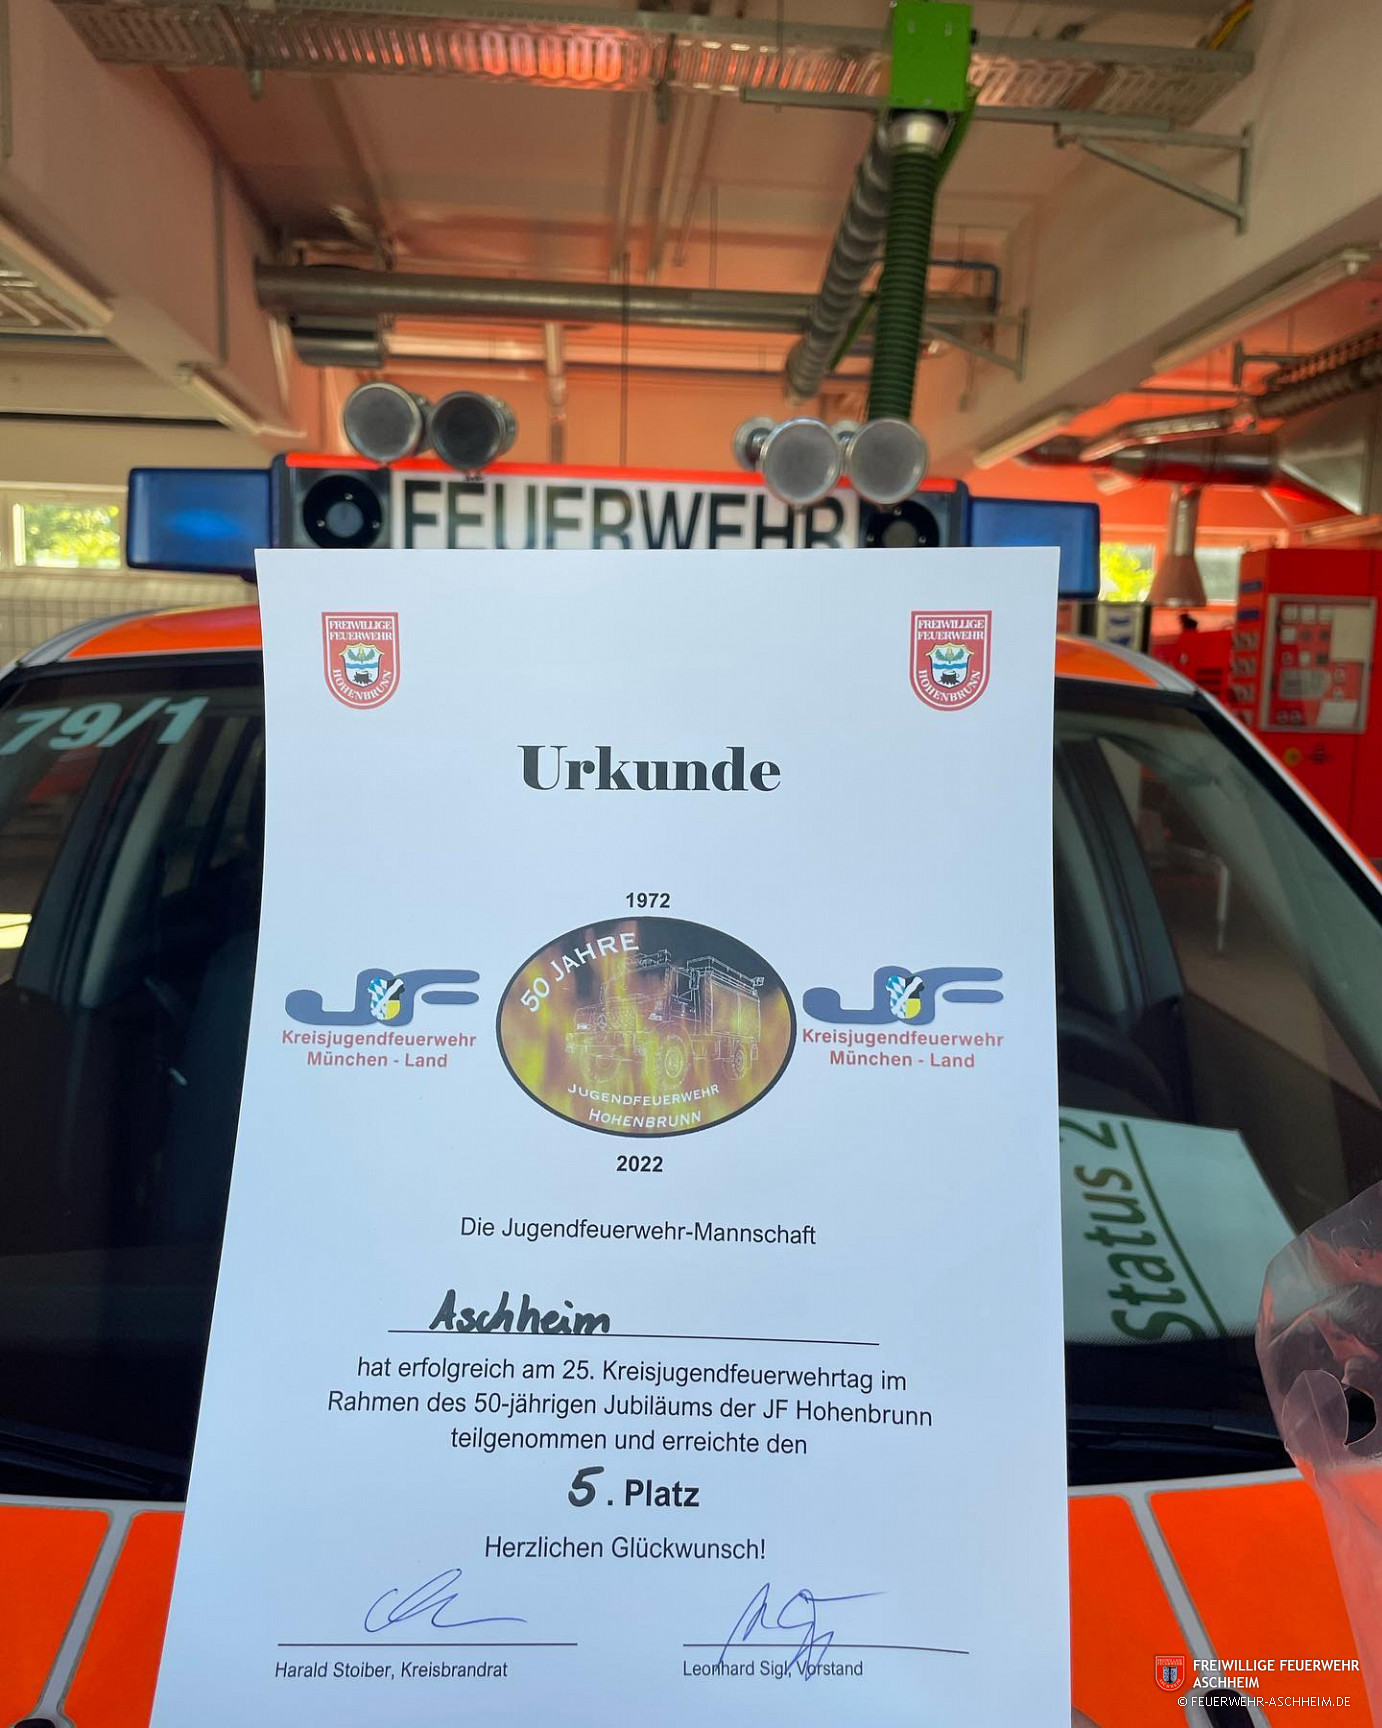 FEUERWEHR
79/1
FREIWILLIGE
FEUERWEHR
HOHENBRUNN
FREIWILLIGE
FEUERWEHR
HOHENBRUNN
Urkunde
1972
50 JAHRE
JUGENDFEUERWEHR
HOHENBRUNN
JF
Kreisjugendfeuerwehr
München - Land
JF
Kreisjugendfeuerwehr
München - Land
2022
Die Jugendfeuerwehr-Mannschaft
Aschheim
hat erfolgreich am 25. Kreisjugendfeuerwehrtag im
Rahmen des 50-jährigen Jubiläums der JF Hohenbrunn
teilgenommen und erreichte den
5. Platz
Herzlichen Glückwunsch!
Harald Stoiber, Kreisbrandrat
Leonhard Sigl, Vorstand
Status 2
FREIWILLIGE FEUERWEHR
ASCHHEIM
© FEUERWEHR-ASCHHEIM.DE